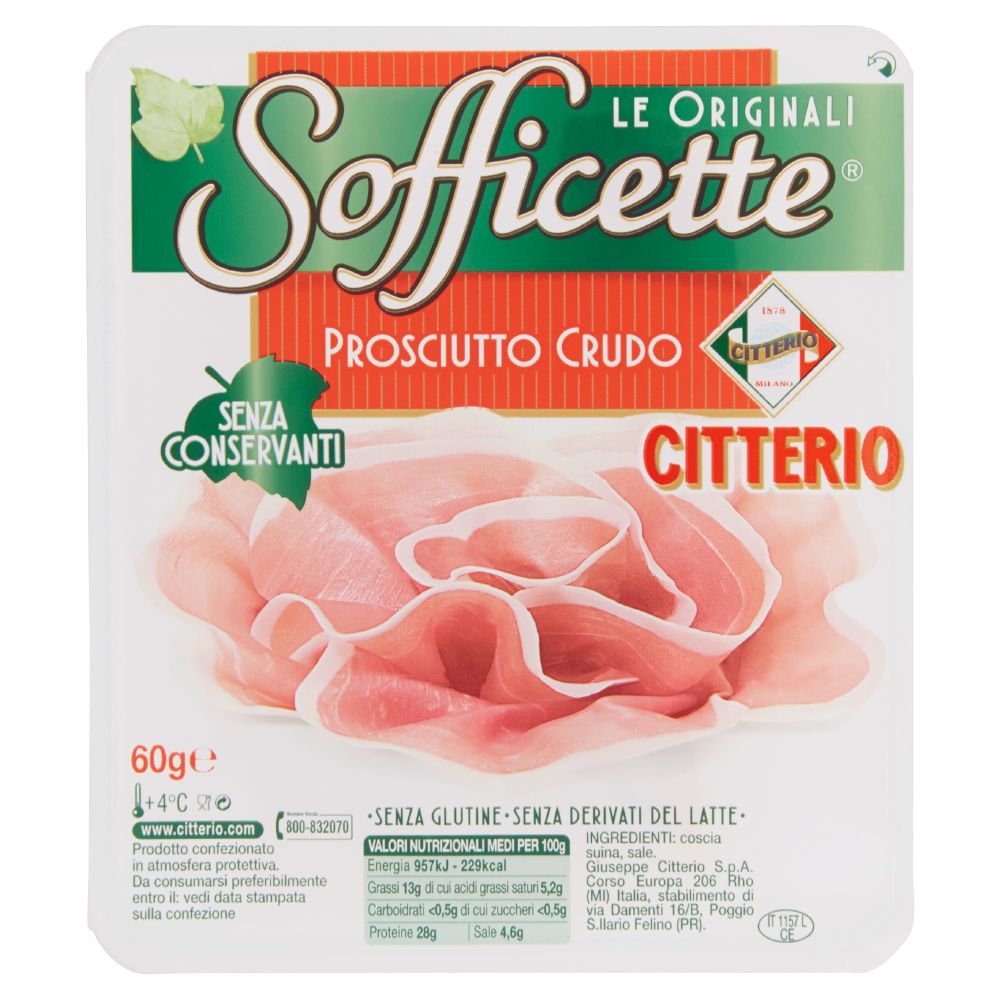 LE ORIGINALI
Sofficette®
PROSCIUTTO CRUDO
1878
CITTERIO
MILANO
SENZA
CONSERVANTI
CITTERIO
60g℮
+4°C
www.citterio.com
Numero Verde
800-832070
Prodotto confezionato
in atmosfera protettiva.
Da consumarsi preferibilmente
entro il: vedi data stampata
sulla confezione
•SENZA GLUTINE•SENZA DERIVATI DEL LATTE•
VALORI NUTRIZIONALI MEDI PER 100g
Energia 957kJ - 229kcal
Grassi 13g di cui acidi grassi saturi 5,2g
Carboidrati <0,5g di cui zuccheri <0,5g
Proteine 28g Sale 4,6g
INGREDIENTI: coscia
suina, sale.
Giuseppe Citterio S.p.A.
Corso Europa 206 Rho
(MI) Italia, stabilimento di
via Damenti 16/B, Poggio
S.Ilario Felino (PR).
IT 1157 L
CE